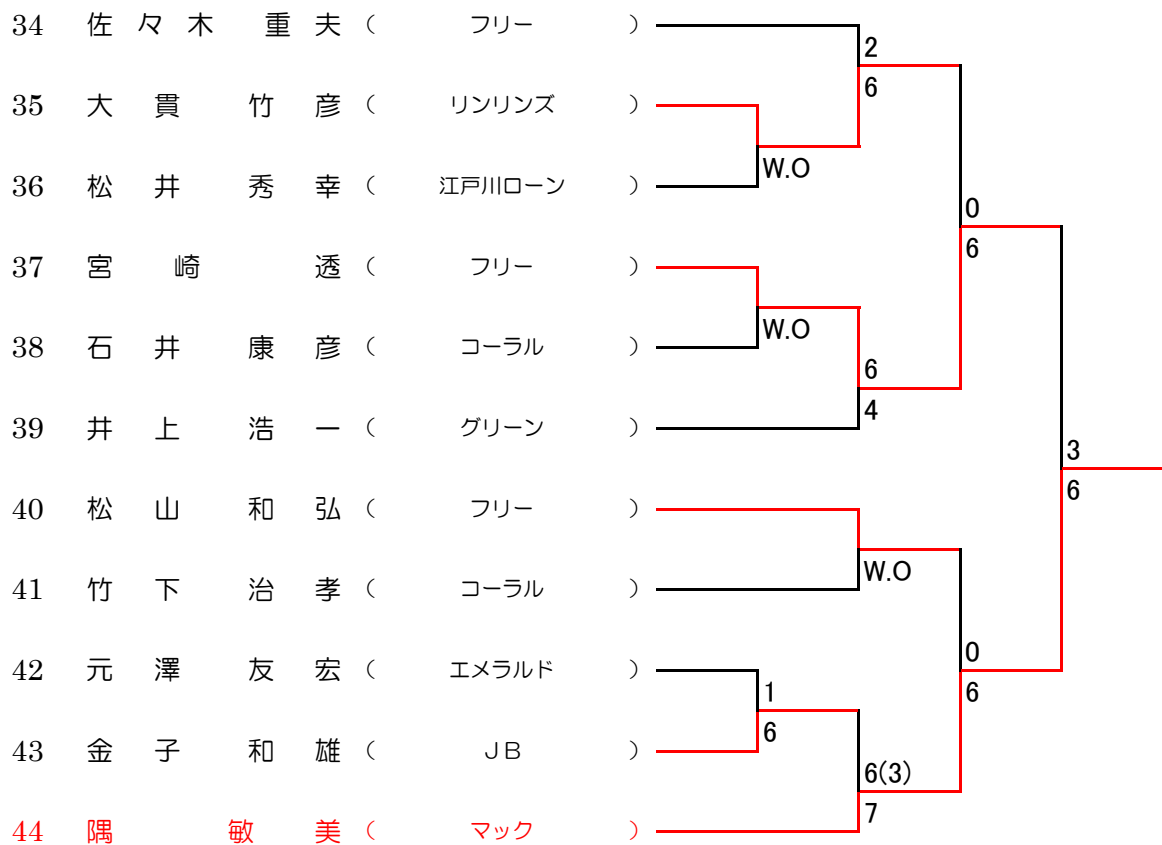 34 佐々木 重夫 ( フリー )
2
35 大貫 竹彦 ( リンリンズ )
6
W.O
36 松井 秀幸 ( 江戸川ローン )
0
6
37 宮崎 透 ( フリー )
W.O
38 石井 康彦 ( コーラル )
6
4
39 井上 浩一 ( グリーン )
3
6
40 松山 和弘 ( フリー )
W.O
41 竹下 治孝 ( コーラル )
0
42 元澤 友宏 ( エメラルド )
1
6
6
43 金子 和雄 ( JB )
6(3)
7
44 隅 敏美 ( マック )